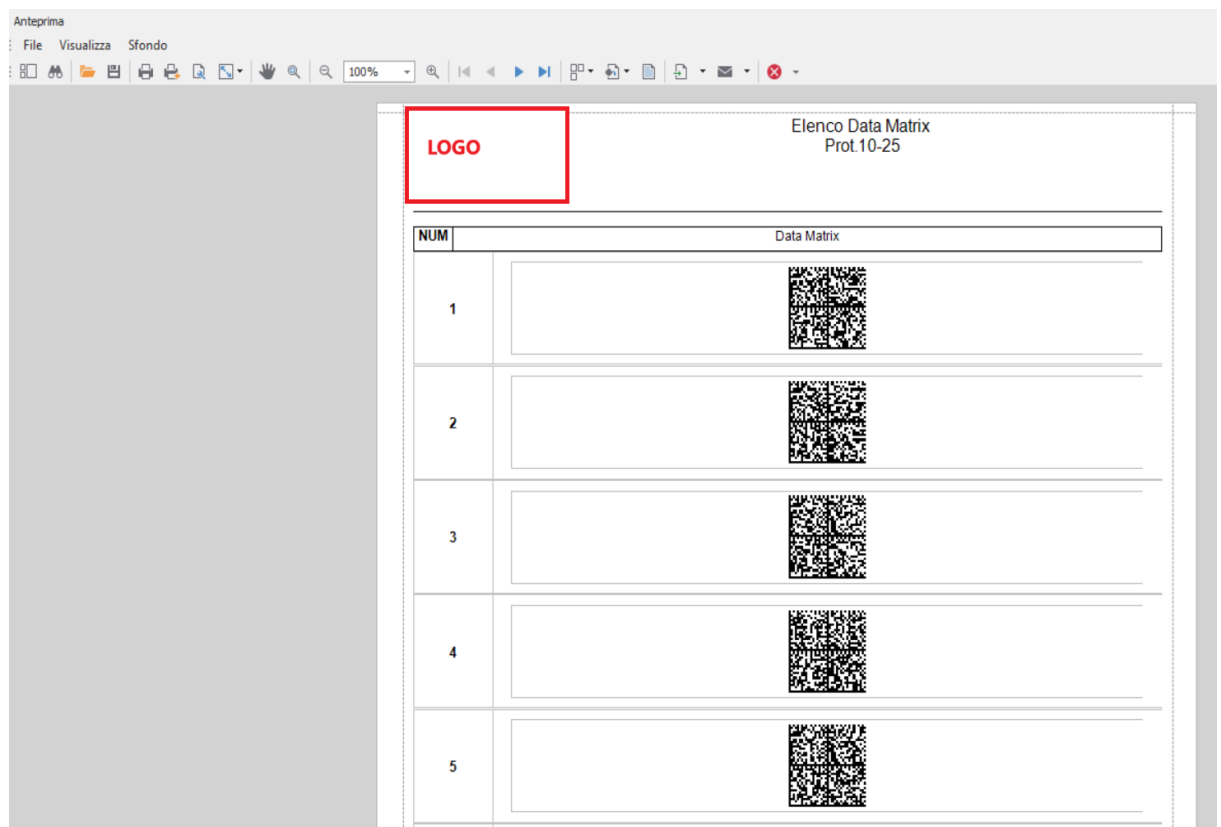 Anteprima
File Visualizza Sfondo
100%
LOGO
Elenco Data Matrix
Prot.10-25
NUM Data Matrix
1
2
3
4
5